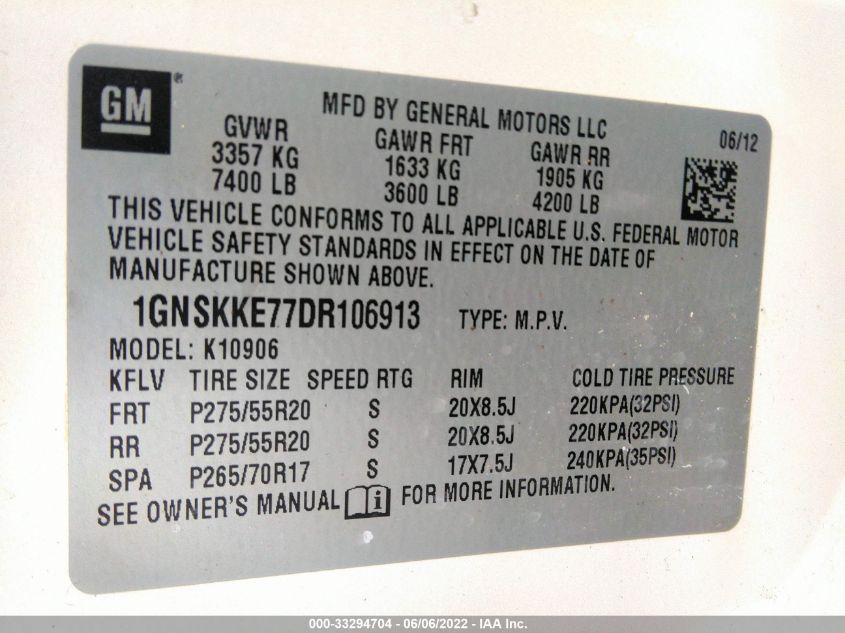 GM ®
MFD BY GENERAL MOTORS LLC
06/12
GVWR GAWR FRT GAWR RR
3357 KG 1633 KG 1905 KG
7400 LB 3600 LB 4200 LB
THIS VEHICLE CONFORMS TO ALL APPLICABLE U.S. FEDERAL MOTOR
VEHICLE SAFETY STANDARDS IN EFFECT ON THE DATE OF
MANUFACTURE SHOWN ABOVE.
1GNSKKE77DR106913 TYPE: M.P.V.
MODEL: K10906
KFLV TIRE SIZE SPEED RTG RIM COLD TIRE PRESSURE
FRT P275/55R20 S 20X8.5J 220KPA(32PSI)
RR P275/55R20 S 20X8.5J 220KPA(32PSI)
SPA P265/70R17 S 17X7.5J 240KPA(35PSI)
SEE OWNER'S MANUAL i FOR MORE INFORMATION.
000-33294704 - 06/06/2022 - IAA Inc.